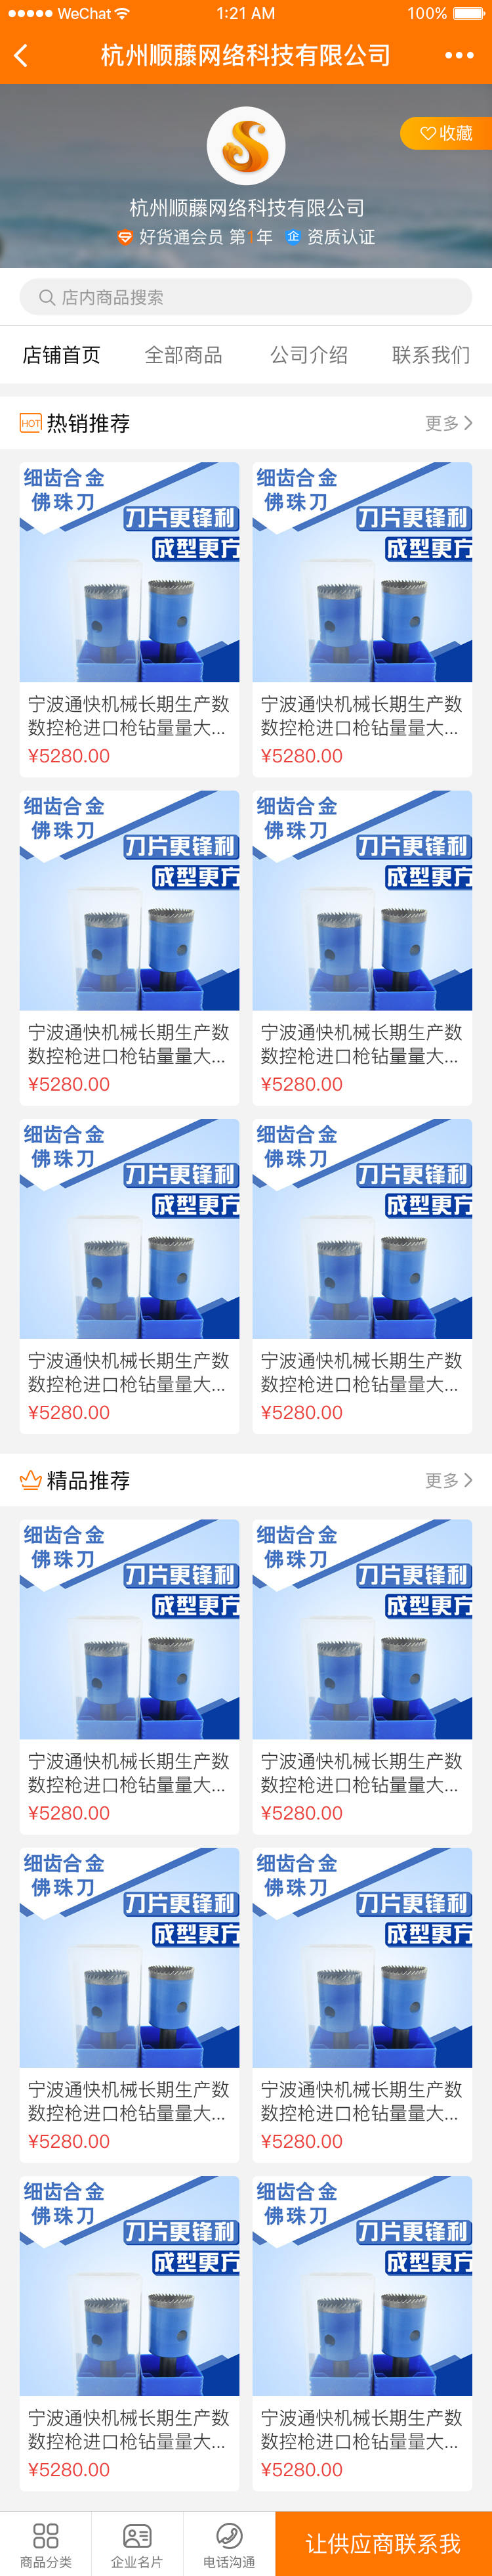 WeChat 1:21 AM 100%
杭州顺藤网络科技有限公司
收藏
杭州顺藤网络科技有限公司
好货通会员 第1年 企 资质认证
店内商品搜索
店铺首页 全部商品 公司介绍 联系我们
HOT 热销推荐 更多
细齿合金
佛珠刀
刀片更锋利
成型更方
细齿合金
佛珠刀
刀片更锋利
成型更方
宁波通快机械长期生产数
数控枪进口枪钻量量大...
¥5280.00
宁波通快机械长期生产数
数控枪进口枪钻量量大...
¥5280.00
细齿合金
佛珠刀
刀片更锋利
成型更方
细齿合金
佛珠刀
刀片更锋利
成型更方
宁波通快机械长期生产数
数控枪进口枪钻量量大...
¥5280.00
宁波通快机械长期生产数
数控枪进口枪钻量量大...
¥5280.00
细齿合金
佛珠刀
刀片更锋利
成型更方
细齿合金
佛珠刀
刀片更锋利
成型更方
宁波通快机械长期生产数
数控枪进口枪钻量量大...
¥5280.00
宁波通快机械长期生产数
数控枪进口枪钻量量大...
¥5280.00
精品推荐 更多
细齿合金
佛珠刀
刀片更锋利
成型更方
细齿合金
佛珠刀
刀片更锋利
成型更方
宁波通快机械长期生产数
数控枪进口枪钻量量大...
¥5280.00
宁波通快机械长期生产数
数控枪进口枪钻量量大...
¥5280.00
细齿合金
佛珠刀
刀片更锋利
成型更方
细齿合金
佛珠刀
刀片更锋利
成型更方
宁波通快机械长期生产数
数控枪进口枪钻量量大...
¥5280.00
宁波通快机械长期生产数
数控枪进口枪钻量量大...
¥5280.00
细齿合金
佛珠刀
刀片更锋利
成型更方
细齿合金
佛珠刀
刀片更锋利
成型更方
宁波通快机械长期生产数
数控枪进口枪钻量量大...
¥5280.00
宁波通快机械长期生产数
数控枪进口枪钻量量大...
¥5280.00
商品分类 企业名片 电话沟通 让供应商联系我